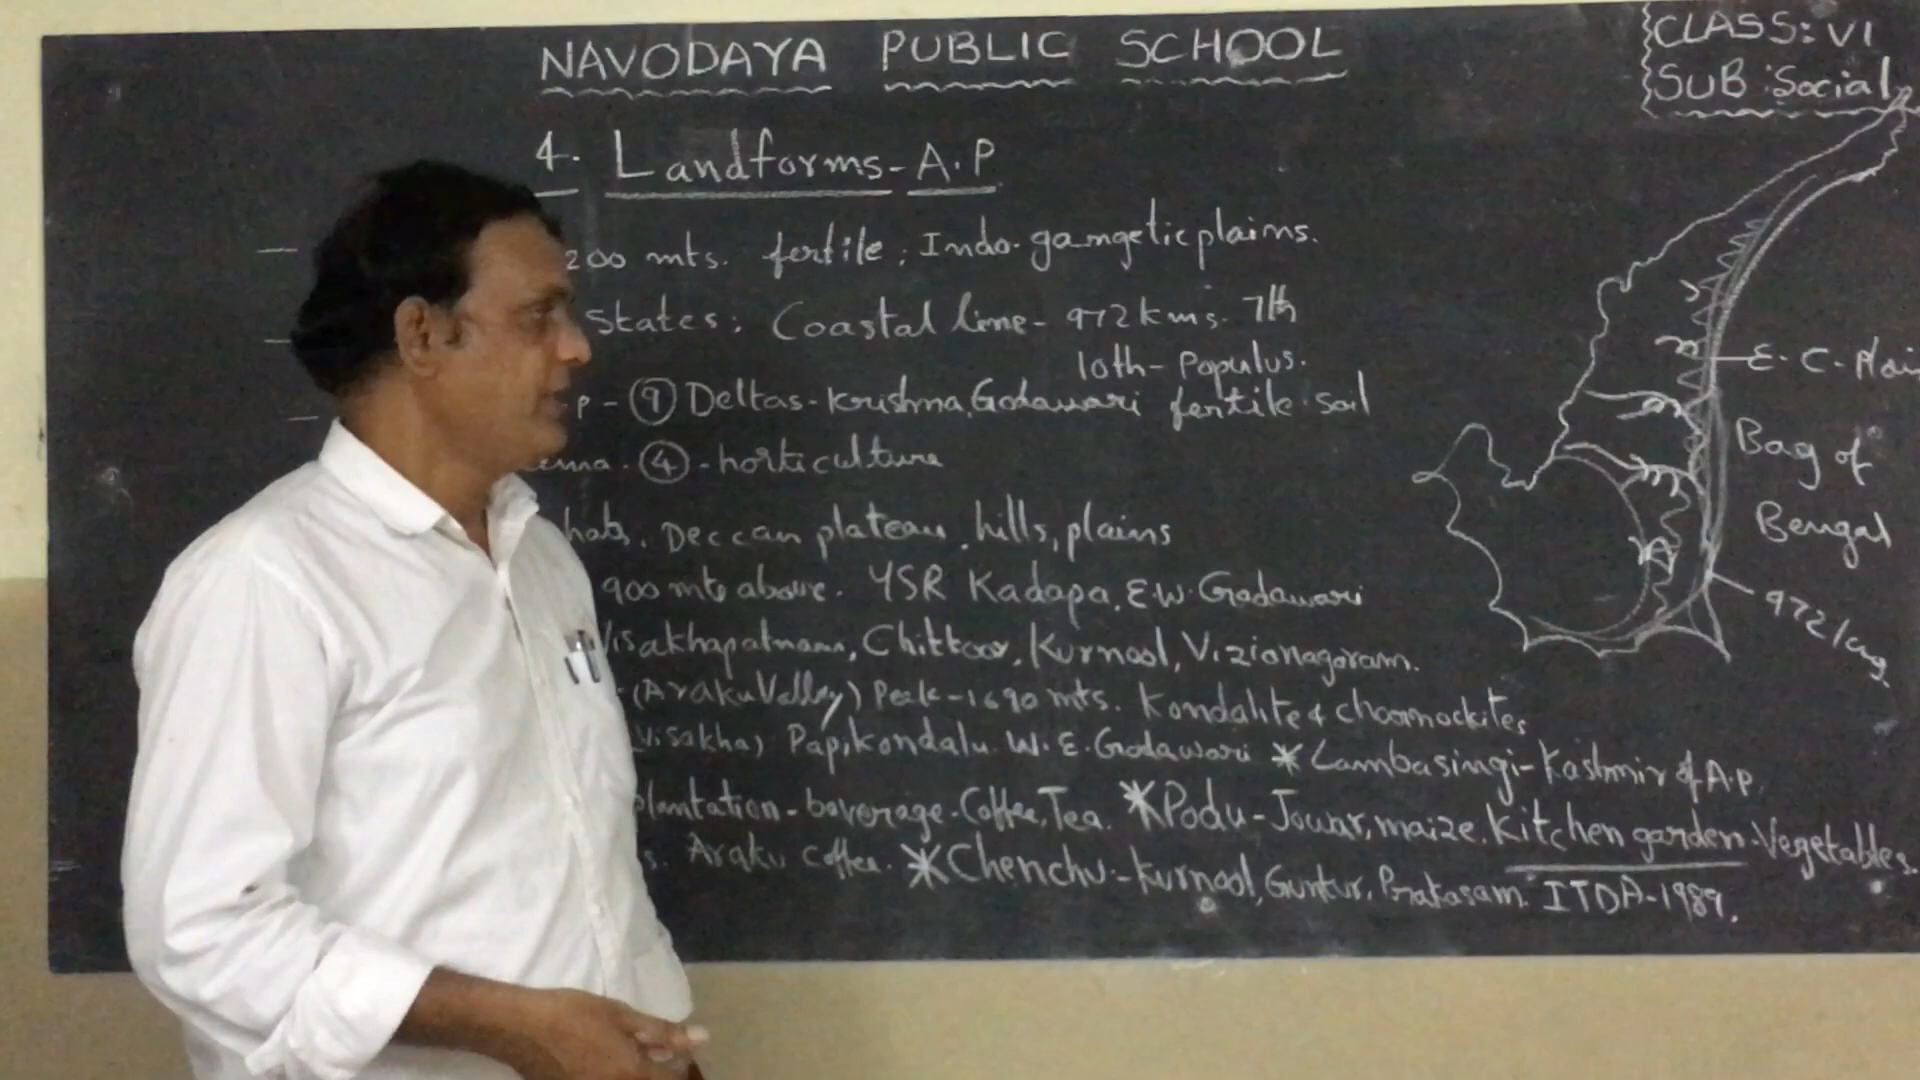 NAVODAYA PUBLIC SCHOOL
CLASS: VI
SUB: Social
4. Landforms - A.P
200 mts. fertile; Indo-gamgetic plaims.
States: Coastal line - 972 kms. 7th
10th - Populus.
P - 9 Deltas - Krishna, Godawari fertile soil
ema. 4 - horticulture
hats. Deccan plateau. hills, plains
900 mts above. YSR Kadapa, E.W. Godawari
Visakhapatnam, Chittoor, Kurnool, Vizionagaram.
(Araku Valley) Peak - 1690 mts. Kondalite & charnockites
Visakha) Papikondalu. W.E. Godawari * Lambasingi - Kashmir of A.P.
plantation - beverage - Coffee, Tea. * Podu - Jowar, maize. Kitchen garden - Vegetables.
s. Araku Coffee. * Chenchu: - Kurnool, Guntur, Prakasam. ITDA - 1989.
E. C. Plai
Bag of
Bengal
972 kms